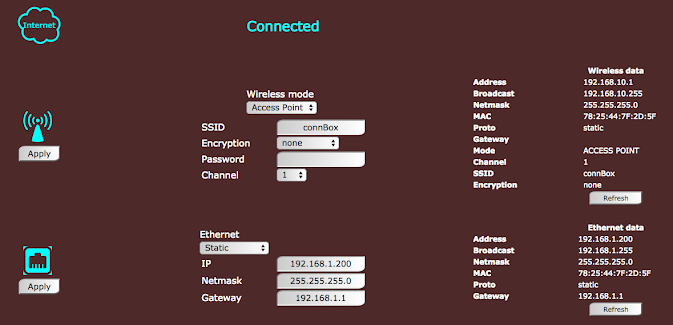 Internet
Connected
Wireless mode
Access Point
SSID connBox
Encryption none
Password
Channel 1
Apply
Wireless data
Address 192.168.10.1
Broadcast 192.168.10.255
Netmask 255.255.255.0
MAC 78:25:44:7F:2D:5F
Proto static
Gateway
Mode ACCESS POINT
Channel 1
SSID connBox
Encryption none
Refresh
Ethernet
Static
IP 192.168.1.200
Netmask 255.255.255.0
Gateway 192.168.1.1
Apply
Ethernet data
Address 192.168.1.200
Broadcast 192.168.1.255
Netmask 255.255.255.0
MAC 78:25:44:7F:2D:5F
Proto static
Gateway 192.168.1.1
Refresh